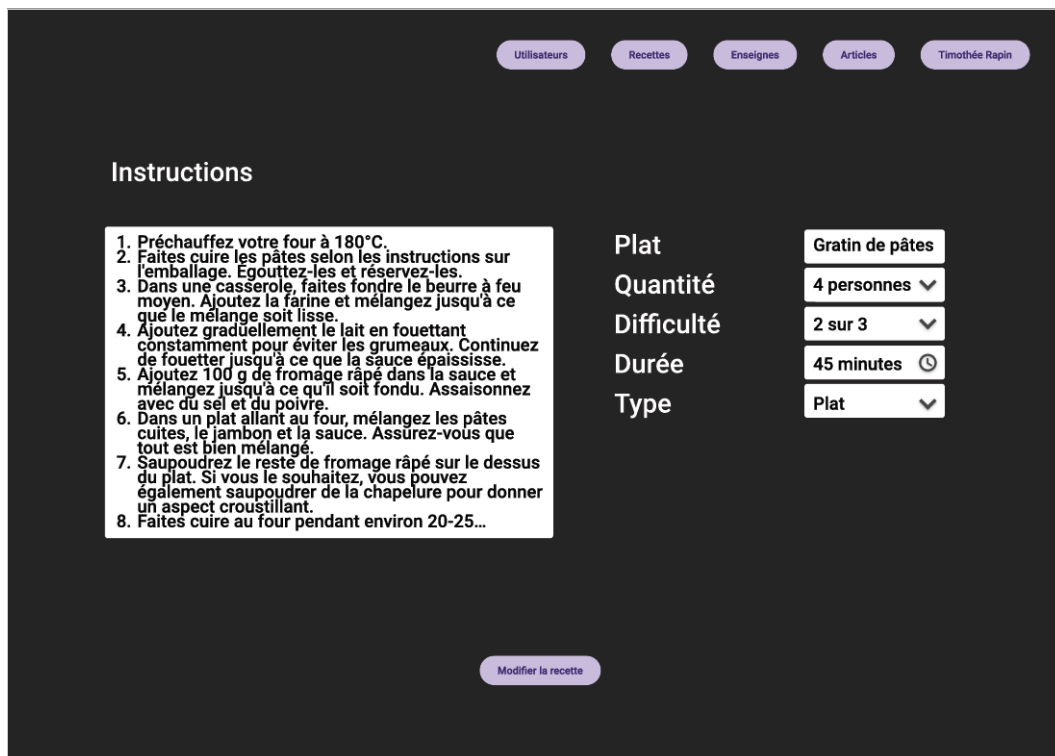 Utilisateurs Recettes Enseignes Articles Timothée Rapin
Instructions
1. Préchauffez votre four à 180°C.
2. Faites cuire les pâtes selon les instructions sur
l'emballage. Égouttez-les et réservez-les.
3. Dans une casserole, faites fondre le beurre à feu
moyen. Ajoutez la farine et mélangez jusqu'à ce
que le mélange soit lisse.
4. Ajoutez graduellement le lait en fouettant
constamment pour éviter les grumeaux. Continuez
de fouetter jusqu'à ce que la sauce épaississe.
5. Ajoutez 100 g de fromage râpé dans la sauce et
mélangez jusqu'à ce qu'il soit fondu. Assaisonnez
avec du sel et du poivre.
6. Dans un plat allant au four, mélangez les pâtes
cuites, le jambon et la sauce. Assurez-vous que
tout est bien mélangé.
7. Saupoudrez le reste de fromage râpé sur le dessus
du plat. Si vous le souhaitez, vous pouvez
également saupoudrer de la chapelure pour donner
un aspect croustillant.
8. Faites cuire au four pendant environ 20-25...
Plat Gratin de pâtes
Quantité 4 personnes
Difficulté 2 sur 3
Durée 45 minutes
Type Plat
Modifier la recette